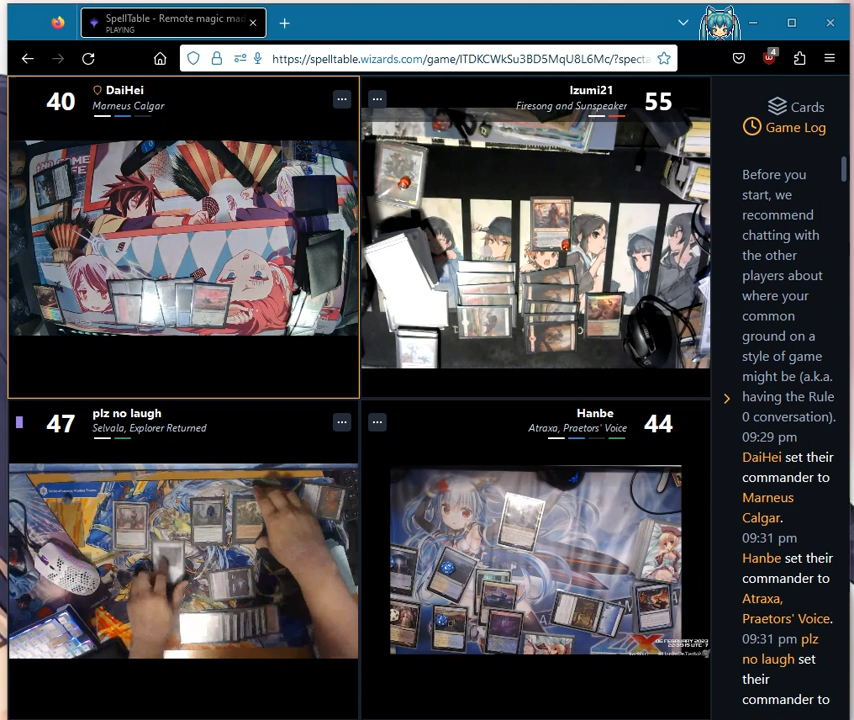 SpellTable - Remote magic mad
PLAYING
https://spelltable.wizards.com/game/ITDKCWkSu3BD5MqU8L6Mc/?specta
4
40
DaiHei
Marneus Calgar
Izumi21
Firesong and Sunspeaker
55
47
plz no laugh
Selvala, Explorer Returned
Hanbe
Atraxa, Praetors' Voice
44
Cards
Game Log
Before you
start, we
recommend
chatting with
the other
players about
where your
common
ground on a
style of game
might be (a.k.a.
having the Rule
0 conversation).
09:29 pm
DaiHei set their
commander to
Marneus
Calgar.
09:31 pm
Hanbe set their
commander to
Atraxa,
Praetors' Voice.
09:31 pm plz
no laugh set
their
commander to